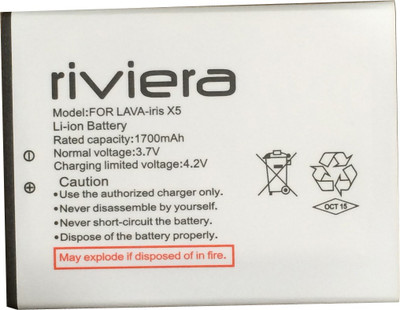 riviera
Model:FOR LAVA-iris X5
Li-ion Battery
Rated capacity:1700mAh
Normal voltage:3.7V
Charging limited voltage:4.2V
• Use the authorized charger only.
• Never disassemble by yourself.
• Never short-circuit the battery.
• Dispose of the battery properly.
May explode if disposed of in fire.
OCT 15